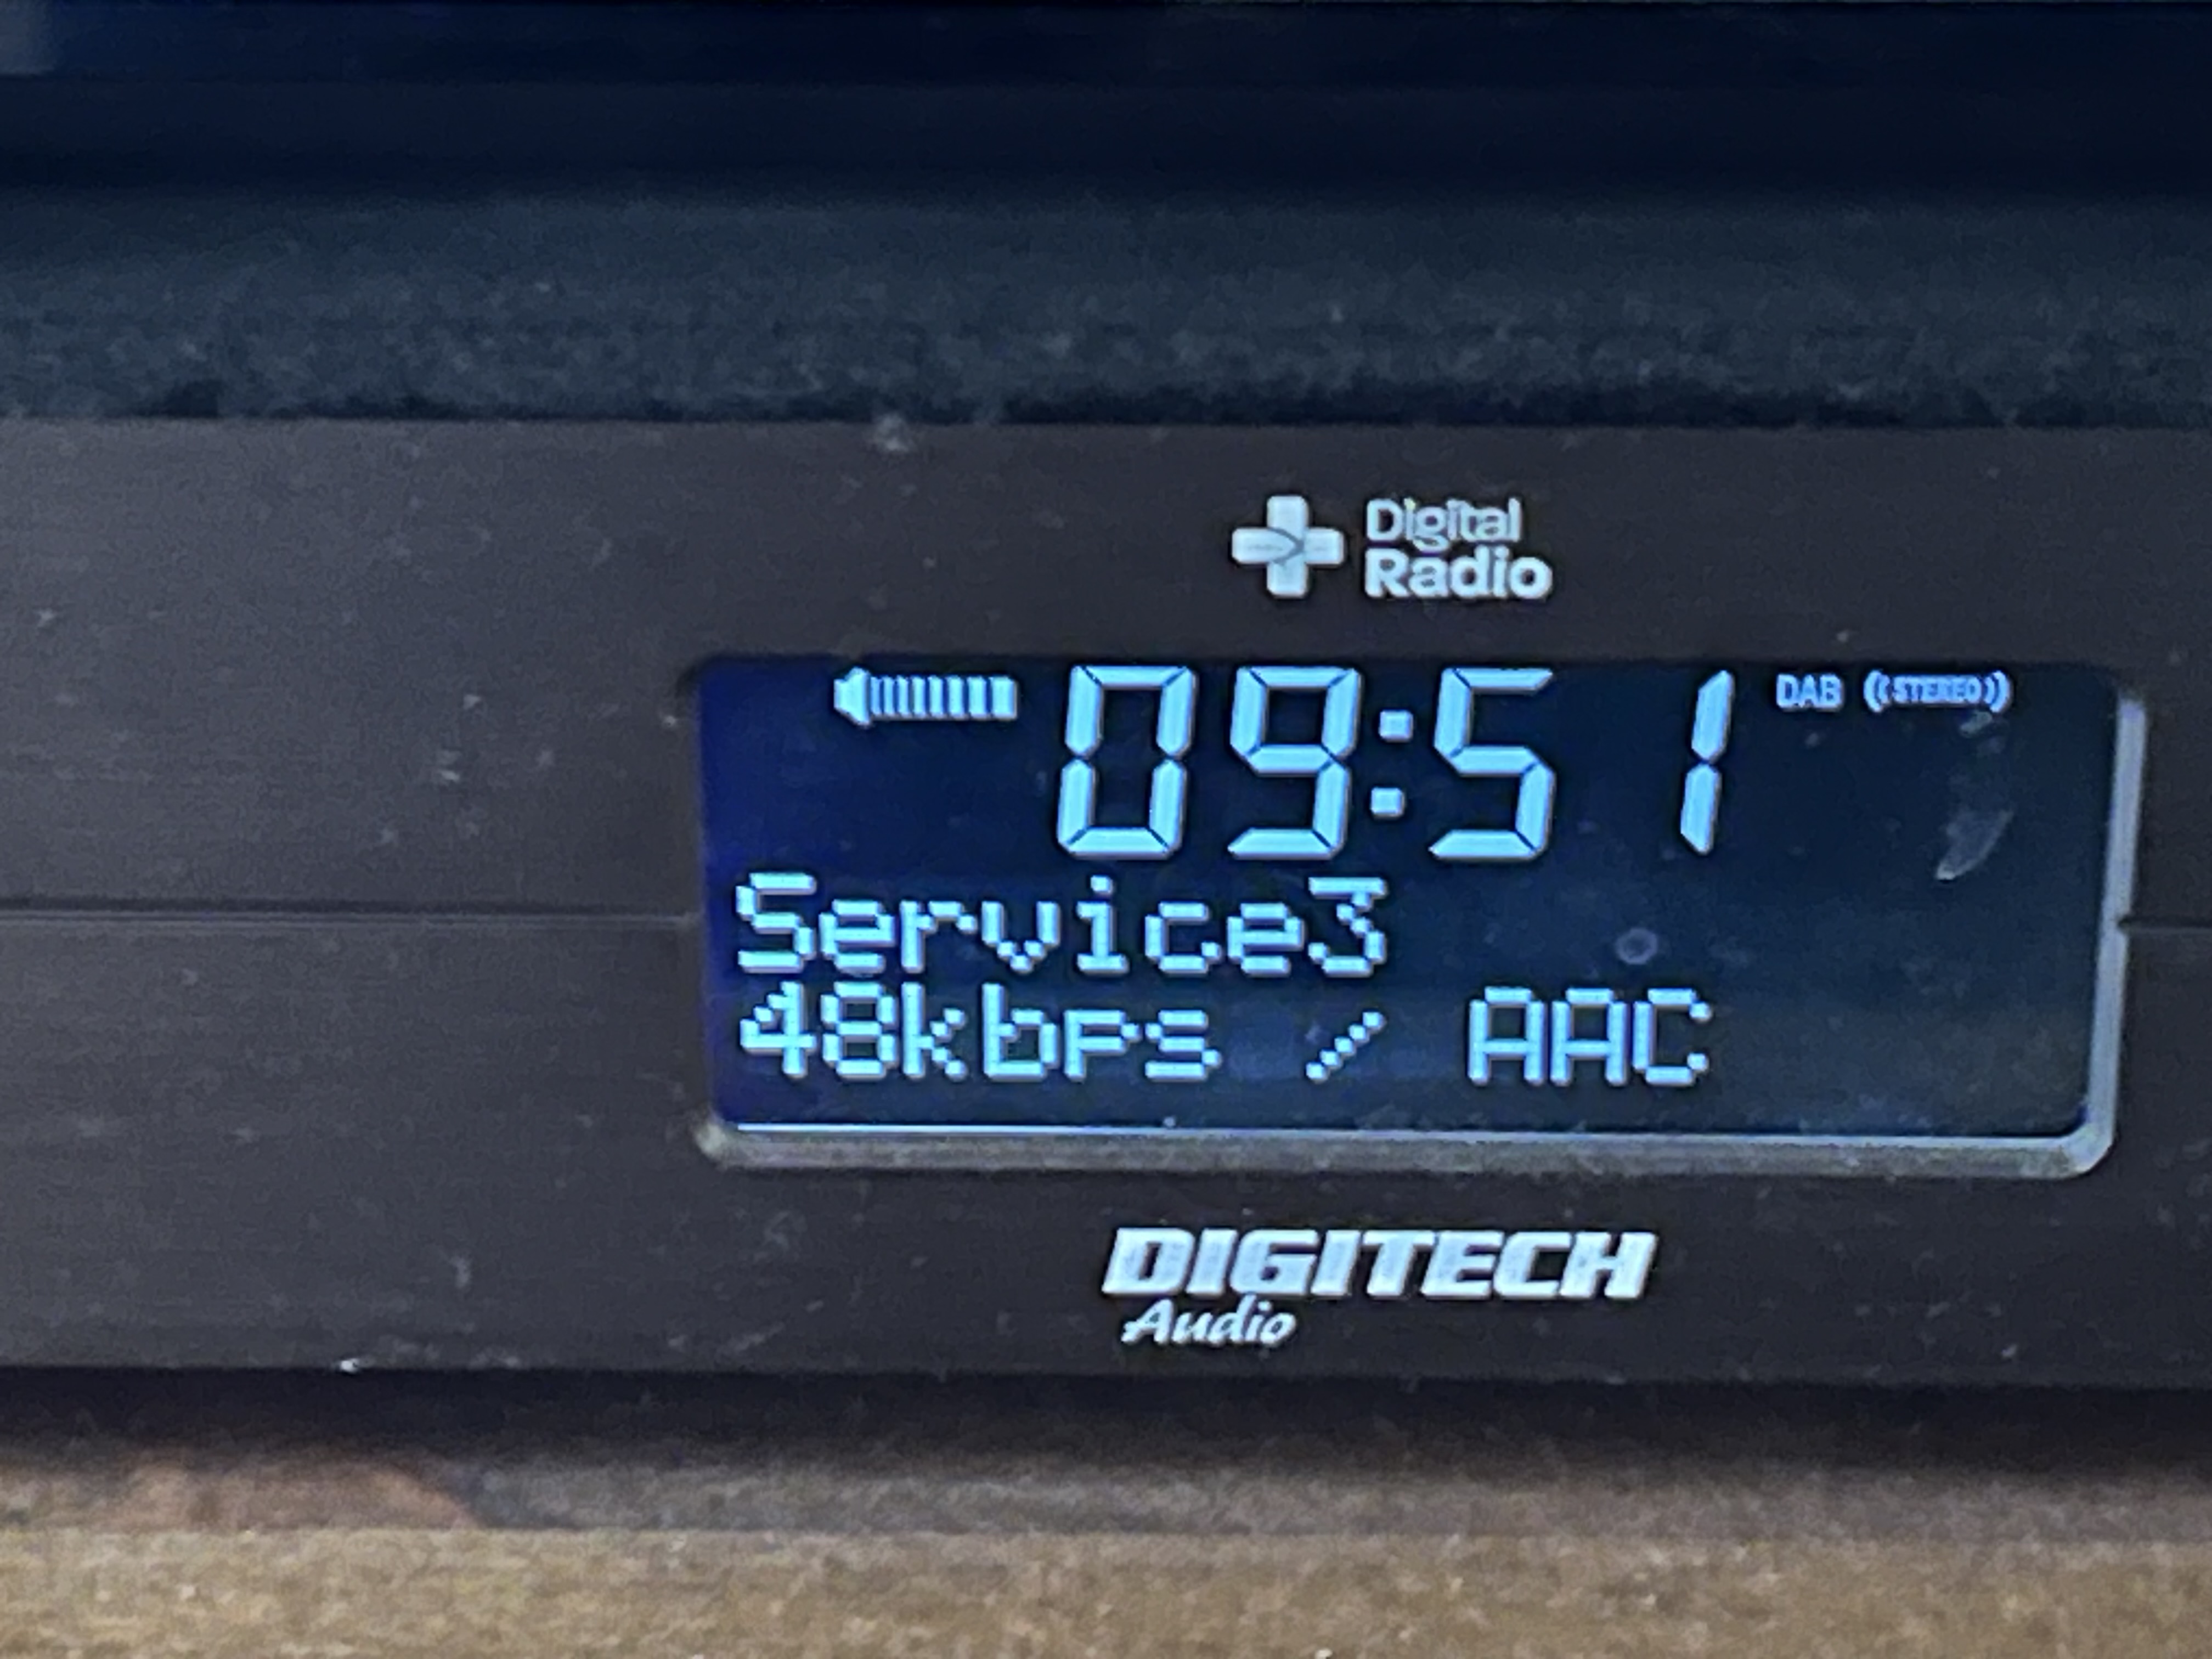 Digital
Radio
09:51 DAB ((STEREO))
Service3
48kbps / AAC
DIGITECH
Audio